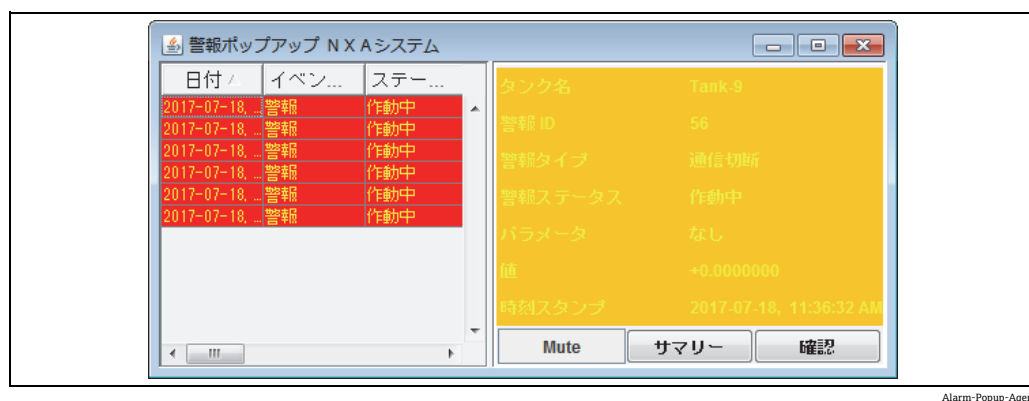 警報ポップアップ NXAシステム
日付 イベン... ステー...
2017-07-18, ... 警報 作動中
2017-07-18, ... 警報 作動中
2017-07-18, ... 警報 作動中
2017-07-18, ... 警報 作動中
2017-07-18, ... 警報 作動中
2017-07-18, ... 警報 作動中
タンク名 Tank-9
警報 ID 56
警報タイプ 通信切断
警報ステータス 作動中
パラメータ なし
値 +0.0000000
時刻スタンプ 2017-07-18, 11:36:32 AM
Mute サマリー 確認